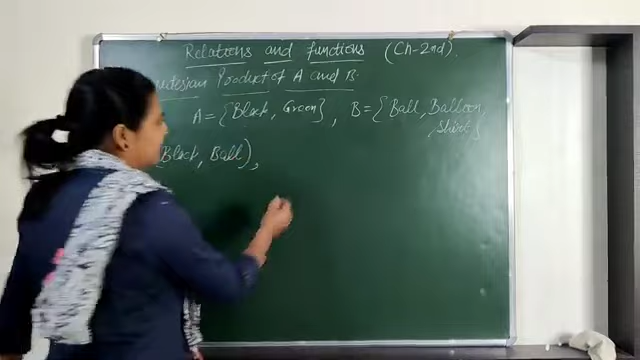 Relations and functions (Ch-2nd).
Product of A and B.
A = {Black, Green}, B = {Ball, Balloon,
Shirt}
(Black, Ball),